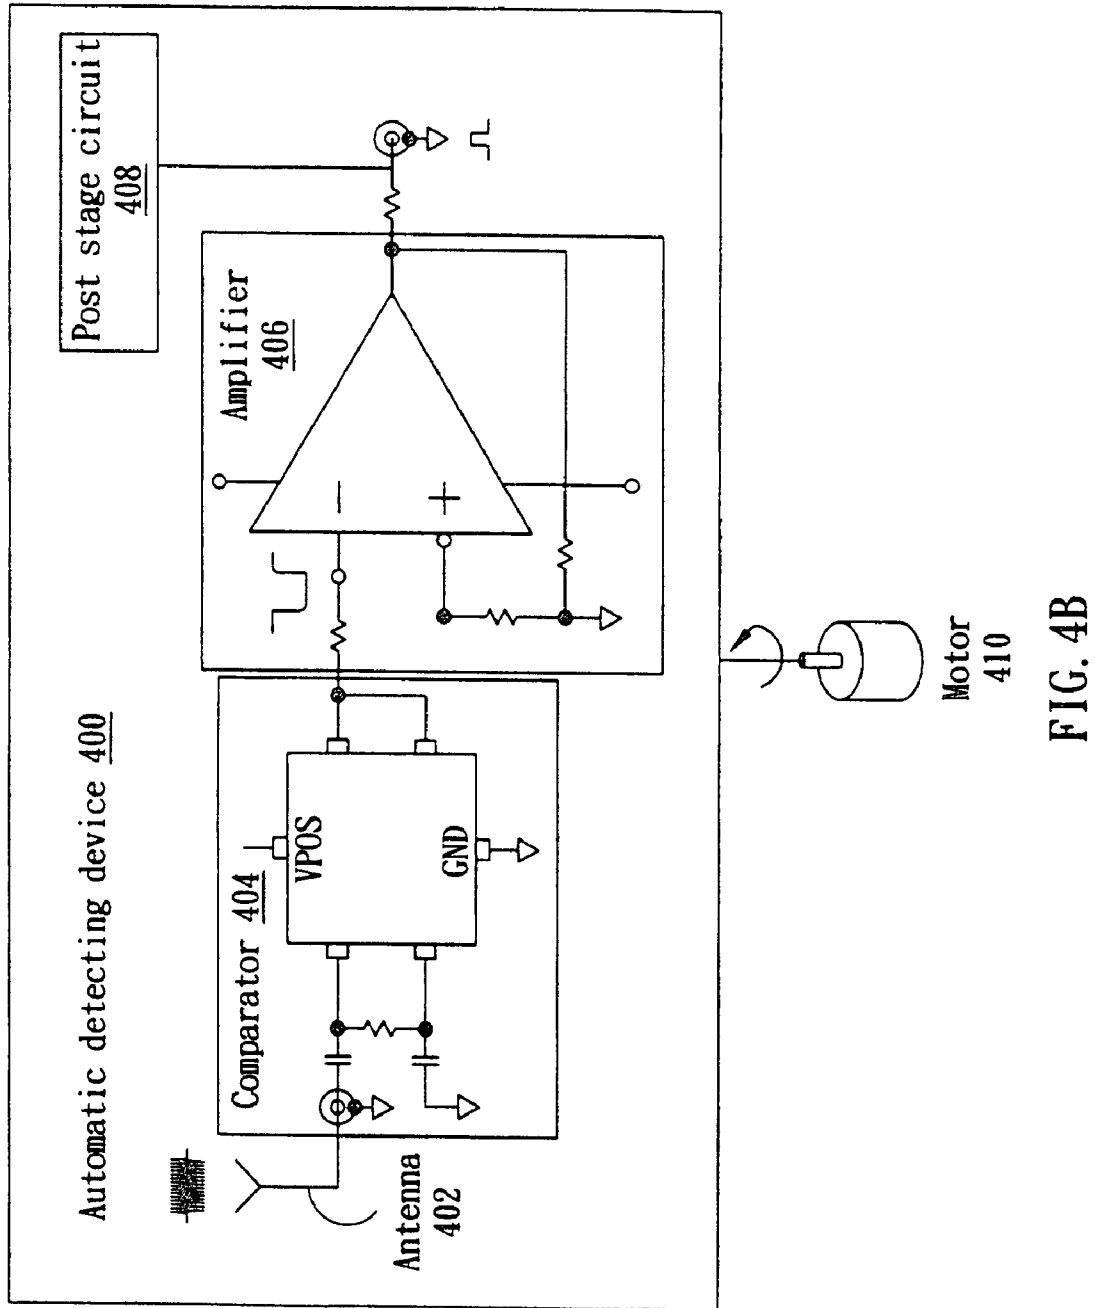 Automatic detecting device 400
Post stage circuit
408
Amplifier
406
Comparator 404
VPOS
GND
−
+
Antenna
402
Motor
410
FIG. 4B